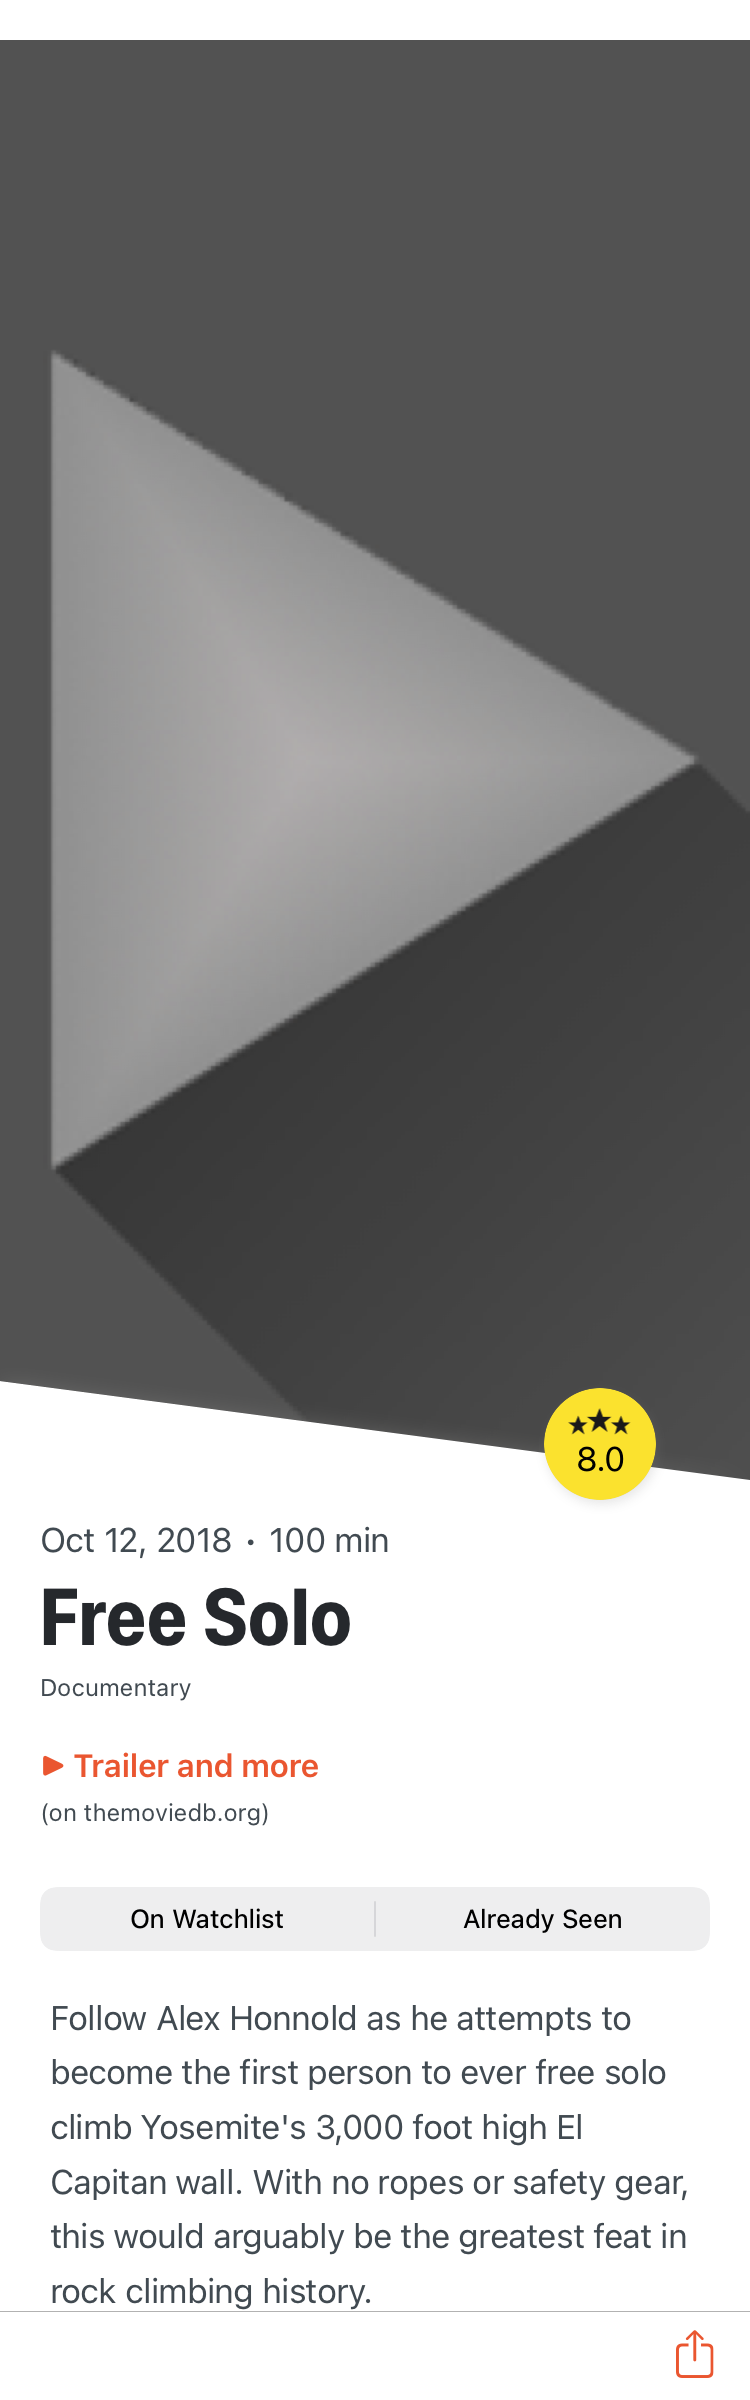 8.0
Oct 12, 2018 • 100 min
Free Solo
Documentary
Trailer and more
(on themoviedb.org)
On Watchlist
Already Seen
Follow Alex Honnold as he attempts to
become the first person to ever free solo
climb Yosemite's 3,000 foot high El
Capitan wall. With no ropes or safety gear,
this would arguably be the greatest feat in
rock climbing history.